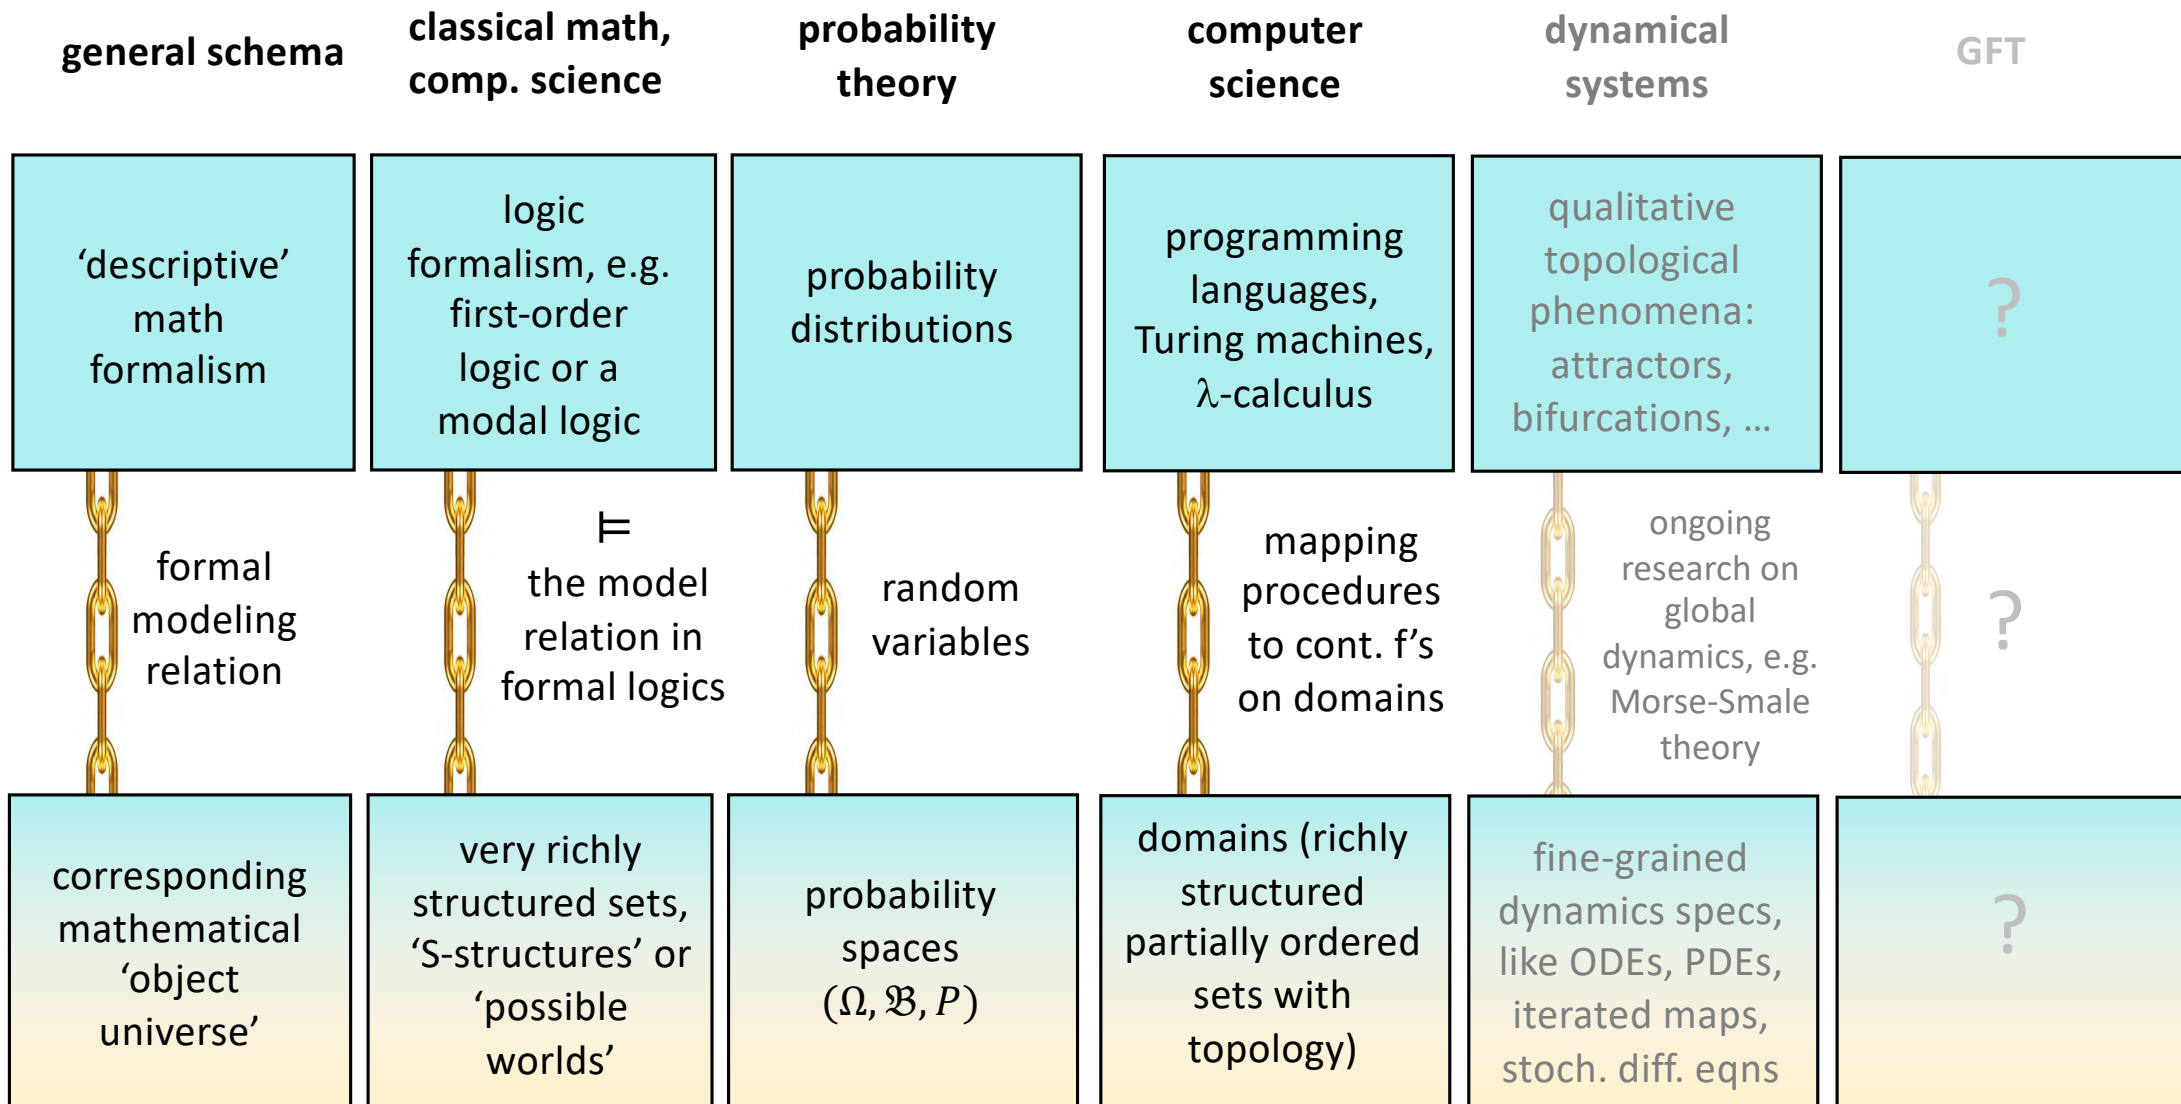 general schema
classical math,
comp. science
probability
theory
computer
science
dynamical
systems
GFT
‘descriptive’
math
formalism
logic
formalism, e.g.
first-order
logic or a
modal logic
probability
distributions
programming
languages,
Turing machines,
λ-calculus
qualitative
topological
phenomena:
attractors,
bifurcations, ...
?
formal
modeling
relation
⊨
the model
relation in
formal logics
random
variables
mapping
procedures
to cont. f's
on domains
ongoing
research on
global
dynamics, e.g.
Morse-Smale
theory
?
corresponding
mathematical
‘object
universe’
very richly
structured sets,
‘S-structures’ or
‘possible
worlds’
probability
spaces
(Ω, 𝔅, P)
domains (richly
structured
partially ordered
sets with
topology)
fine-grained
dynamics specs,
like ODEs, PDEs,
iterated maps,
stoch. diff. eqns
?